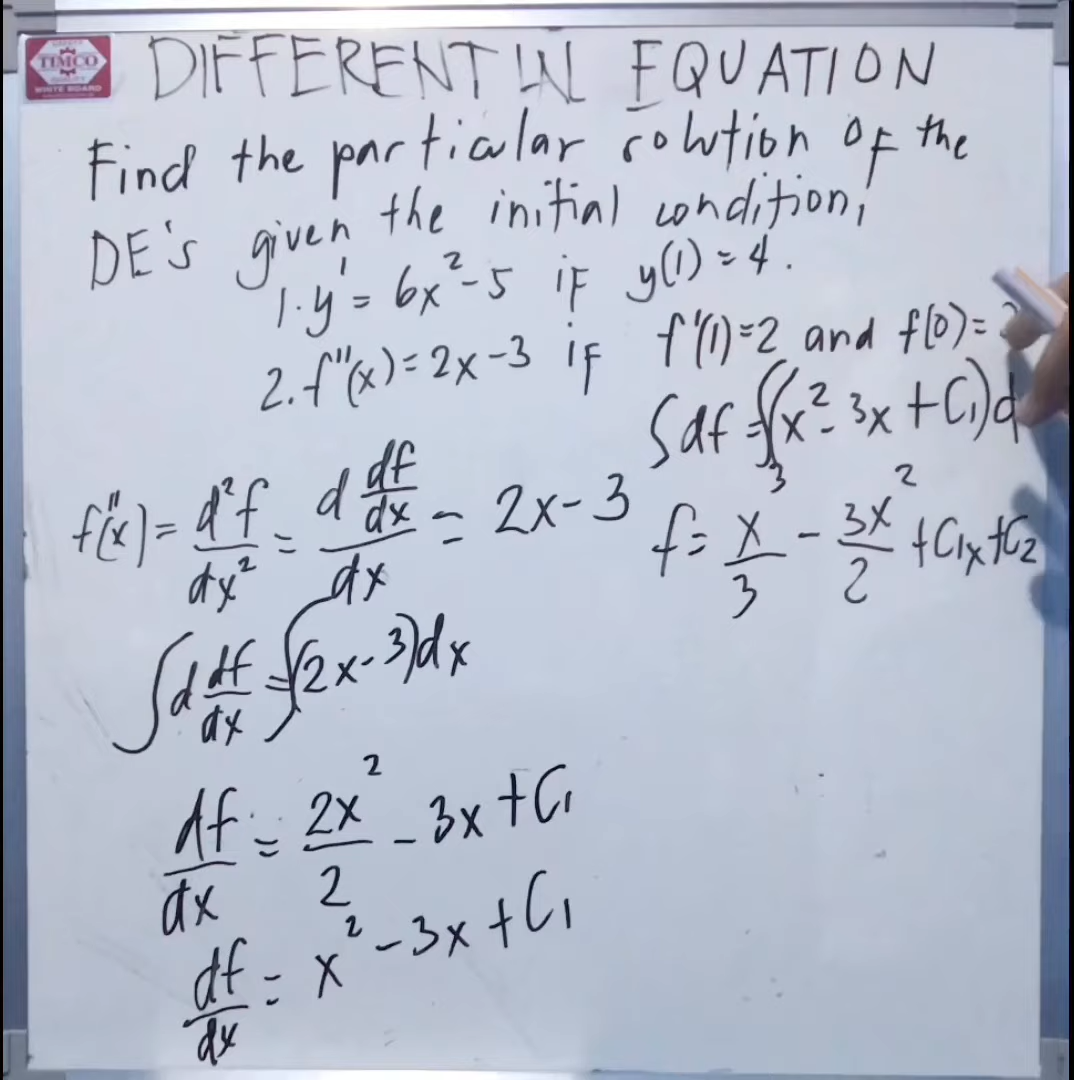 TIMCO
WHITE BOARD
DIFFERENTIAL EQUATION
Find the particular solution OF the
DE's given the initial condition;
1. y' = 6x² - 5 iF y(1) = 4.
2. f''(x) = 2x - 3 iF f'(1) = 2 and f(0) =
∫df = ∫(x² - 3x + C₁)d
f''(x) = d²f/dx² = d df/dx / dx = 2x - 3
f = x³/3 - 3x²/2 + C₁x + C₂
∫d df/dx = ∫(2x - 3)dx
df/dx = 2x²/2 - 3x + C₁
df/dx = x² - 3x + C₁